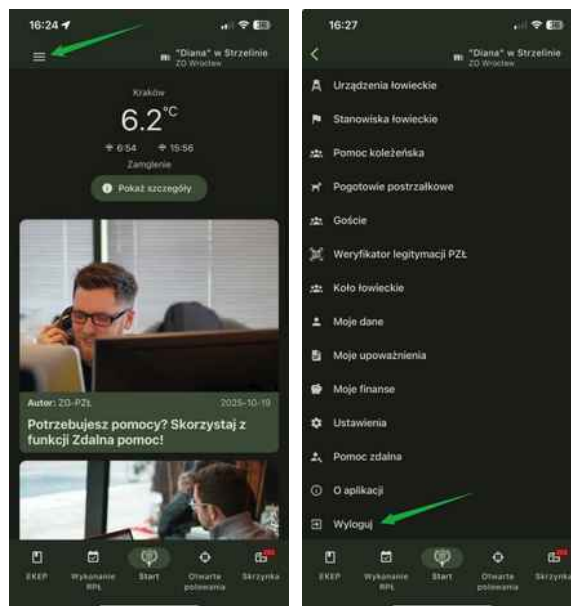 16:24
"Diana" w Strzelinie
ZO Wrocław
Kraków
6.2°C
6:54 15:56
Zamglenie
Pokaż szczegóły
Autor: ZG-PZŁ 2025-10-19
Potrzebujesz pomocy? Skorzystaj z
funkcji Zdalna pomoc!
EKEP
Wykonanie
RPL
Start
Otwarte
polowania
Skrzynka
16:27
"Diana" w Strzelinie
ZO Wrocław
Urządzenia łowieckie
Stanowiska łowieckie
Pomoc koleżeńska
Pogotowie postrzałkowe
Goście
Weryfikator legitymacji PZŁ
Koło łowieckie
Moje dane
Moje upoważnienia
Moje finanse
Ustawienia
Pomoc zdalna
O aplikacji
Wyloguj
EKEP
Wykonanie
RPL
Start
Otwarte
polowania
Skrzynka